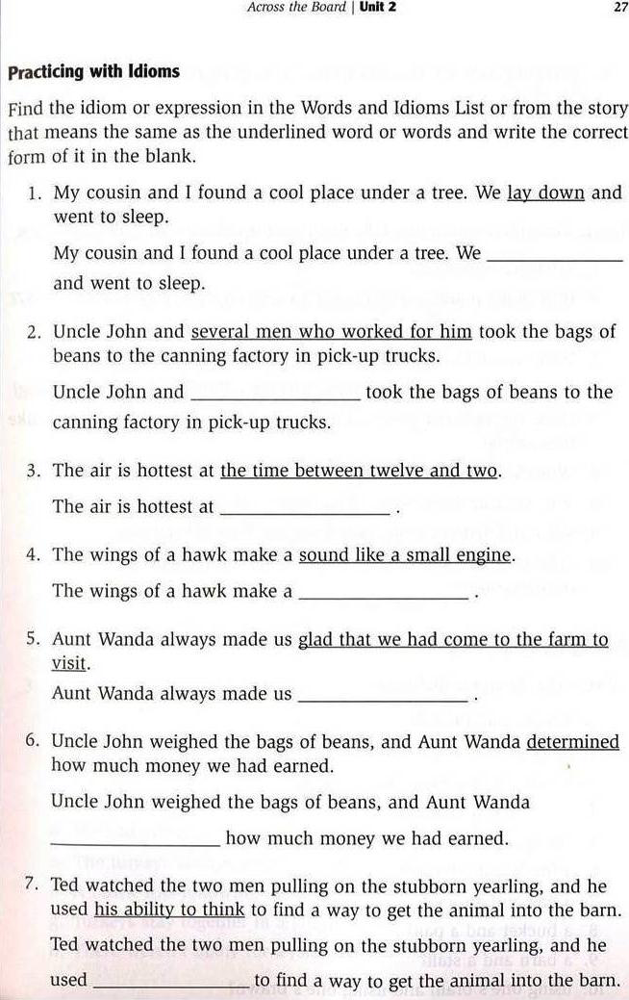 Across the Board | Unit 2
27
Practicing with Idioms
Find the idiom or expression in the Words and Idioms List or from the story
that means the same as the underlined word or words and write the correct
form of it in the blank.
1. My cousin and I found a cool place under a tree. We lay down and
went to sleep.
My cousin and I found a cool place under a tree. We ____________
and went to sleep.
2. Uncle John and several men who worked for him took the bags of
beans to the canning factory in pick-up trucks.
Uncle John and ____________ took the bags of beans to the
canning factory in pick-up trucks.
3. The air is hottest at the time between twelve and two.
The air is hottest at ____________ .
4. The wings of a hawk make a sound like a small engine.
The wings of a hawk make a ____________ .
5. Aunt Wanda always made us glad that we had come to the farm to
visit.
Aunt Wanda always made us ____________ .
6. Uncle John weighed the bags of beans, and Aunt Wanda determined
how much money we had earned.
Uncle John weighed the bags of beans, and Aunt Wanda
____________ how much money we had earned.
7. Ted watched the two men pulling on the stubborn yearling, and he
used his ability to think to find a way to get the animal into the barn.
Ted watched the two men pulling on the stubborn yearling, and he
used ____________ to find a way to get the animal into the barn.